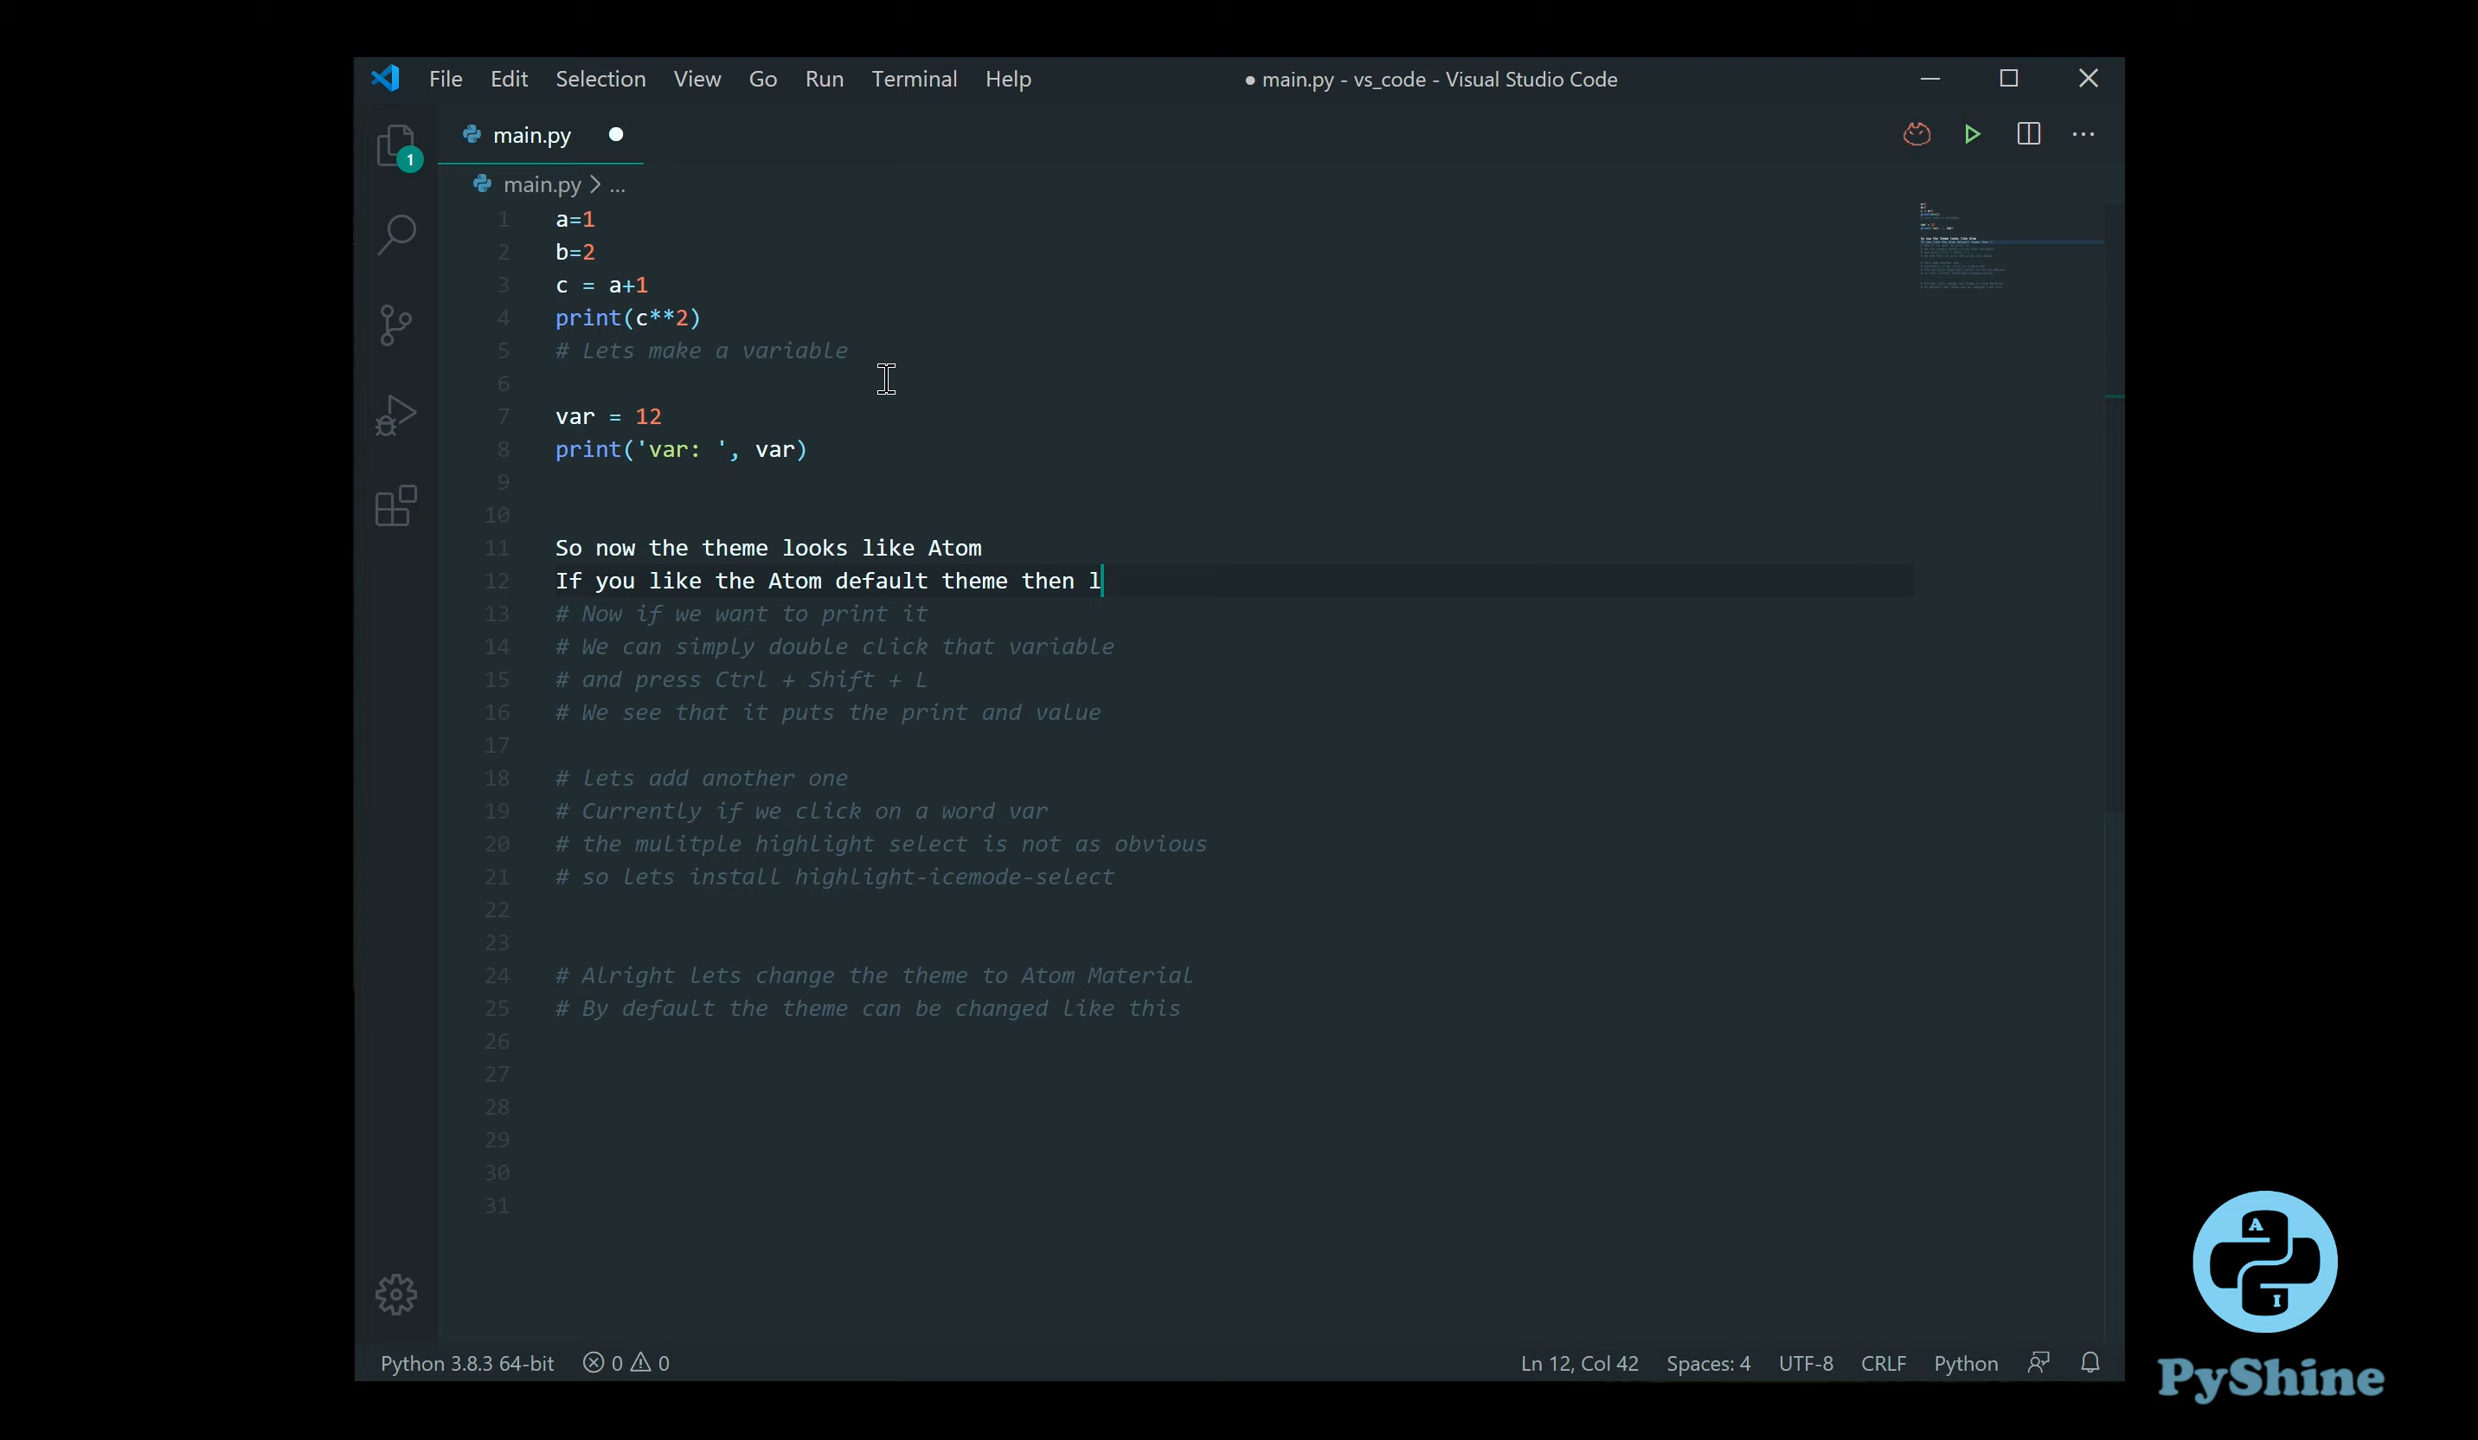 File Edit Selection View Go Run Terminal Help ● main.py - vs_code - Visual Studio Code
main.py
1
main.py > ...
1 a=1
2 b=2
3 c = a+1
4 print(c**2)
5 # Lets make a variable
6
7 var = 12
8 print('var: ', var)
9
10
11 So now the theme looks like Atom
12 If you like the Atom default theme then l
13 # Now if we want to print it
14 # We can simply double click that variable
15 # and press Ctrl + Shift + L
16 # We see that it puts the print and value
17
18 # lets add another one
19 # Currently if we click on a word var
20 # the mulitple highlight select is not as obvious
21 # so lets install highlight-icemode-select
22
23
24 # Alright lets change the theme to Atom Material
25 # By default the theme can be changed like this
26
27
28
29
30
31
A
I
Python 3.8.3 64-bit 0 0 Ln 12, Col 42 Spaces: 4 UTF-8 CRLF Python
PyShine